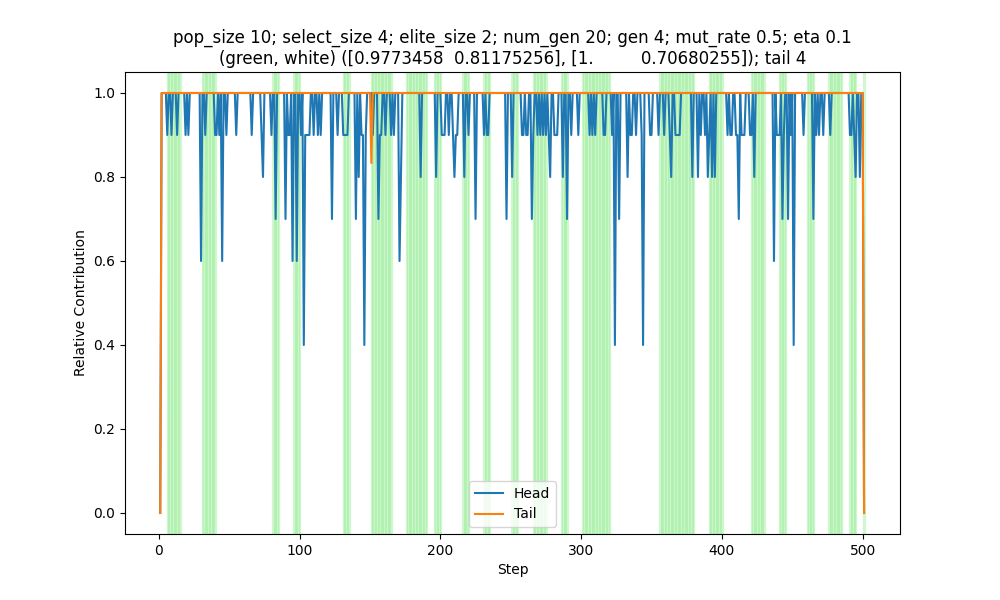 pop_size 10; select_size 4; elite_size 2; num_gen 20; gen 4; mut_rate 0.5; eta 0.1
(green, white) ([0.9773458  0.81175256], [1.         0.70680255]); tail 4
1.0
0.8
0.6
0.4
0.2
0.0
Relative Contribution
Head
Tail
0
100
200
300
400
500
Step